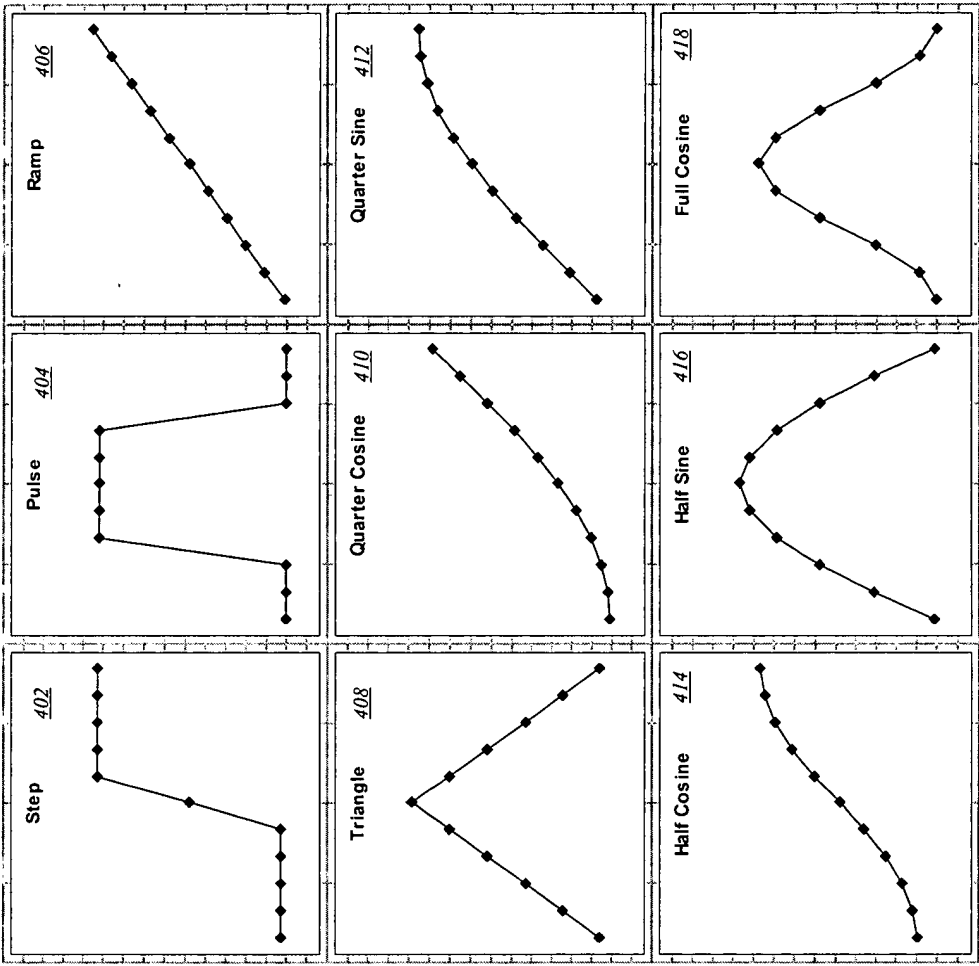 Step
402
Pulse
404
Ramp
406
Triangle
408
Quarter Cosine
410
Quarter Sine
412
Half Cosine
414
Half Sine
416
Full Cosine
418